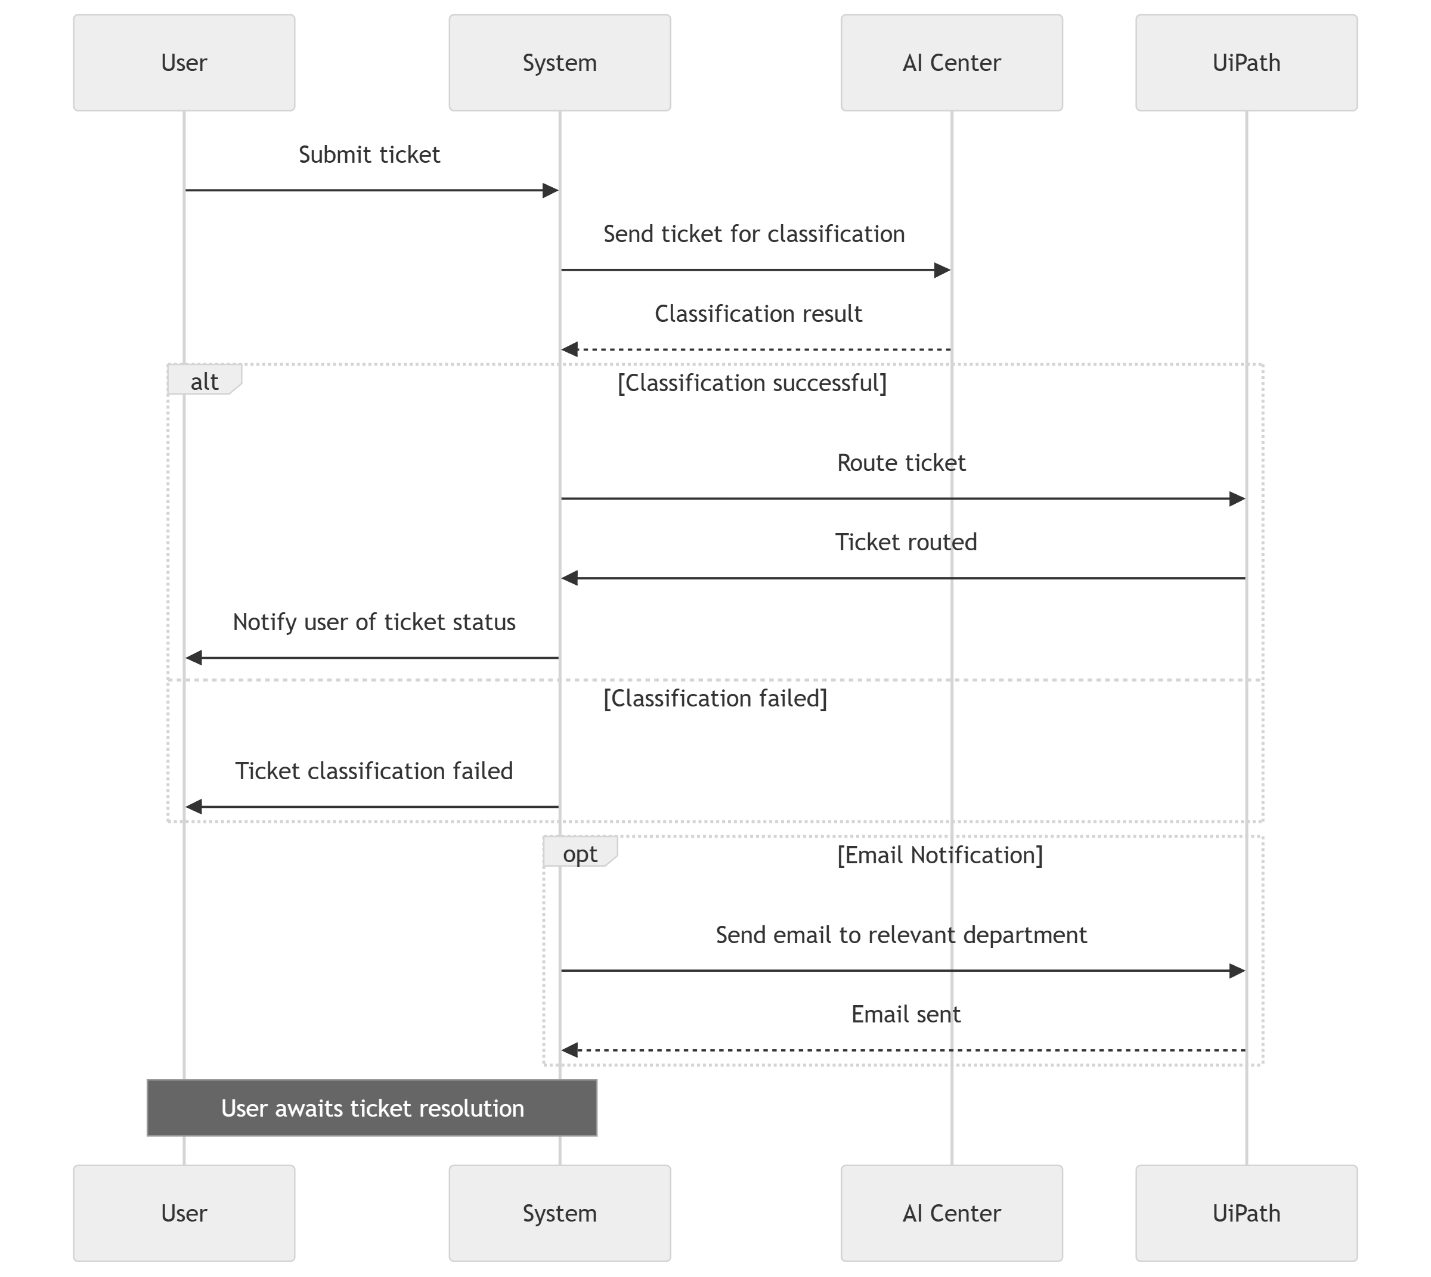 User
System
AI Center
UiPath
Submit ticket
Send ticket for classification
Classification result
alt
[Classification successful]
Route ticket
Ticket routed
Notify user of ticket status
[Classification failed]
Ticket classification failed
opt
[Email Notification]
Send email to relevant department
Email sent
User awaits ticket resolution
User
System
AI Center
UiPath